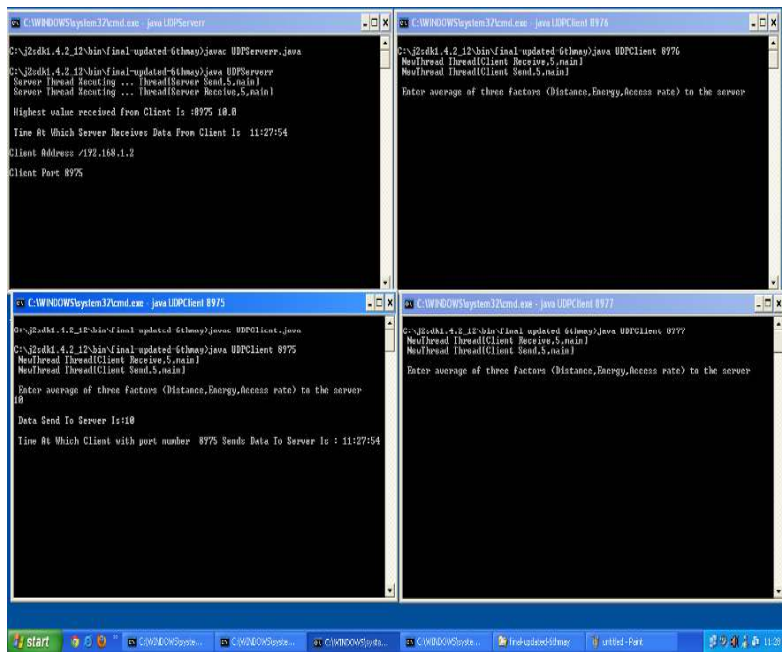 C:\WINDOWS\system32\cmd.exe - java UDPServerr
C:\j2sdk1.4.2_12\bin\final-updated-6thmay>javac UDPServerr.java
C:\j2sdk1.4.2_12\bin\final-updated-6thmay>java UDPServerr
Server Thread Xecuting ... Thread[Server Send,5,main]
Server Thread Xecuting ... Thread[Server Receive,5,main]
Highest value received from Client Is :8975 10.0
Time At Which Server Receives Data From Client Is 11:27:54
Client Address /192.168.1.2
Client Port 8975
C:\WINDOWS\system32\cmd.exe - java UDPClient 8976
C:\j2sdk1.4.2_12\bin\final-updated-6thmay>java UDPClient 8976
NewThread Thread[Client Receive,5,main]
NewThread Thread[Client Send,5,main]
Enter average of three factors (Distance,Energy,Access rate) to the server
C:\WINDOWS\system32\cmd.exe - java UDPClient 8975
C:\j2sdk1.4.2_12\bin\final-updated-6thmay>javac UDPClient.java
C:\j2sdk1.4.2_12\bin\final-updated-6thmay>java UDPClient 8975
NewThread Thread[Client Receive,5,main]
NewThread Thread[Client Send,5,main]
Enter average of three factors (Distance,Energy,Access rate) to the server
10
Data Send To Server Is:10
Time At Which Client with port number 8975 Sends Data To Server Is : 11:27:54
C:\WINDOWS\system32\cmd.exe - java UDPClient 8977
C:\j2sdk1.4.2_12\bin\final-updated-6thmay>java UDPClient 8977
NewThread Thread[Client Receive,5,main]
NewThread Thread[Client Send,5,main]
Enter average of three factors (Distance,Energy,Access rate) to the server
start
C:\WINDOWS\syste...
C:\WINDOWS\syste...
C:\WINDOWS\syste...
C:\WINDOWS\syste...
final-updated-6thmay
untitled - Paint
11:28